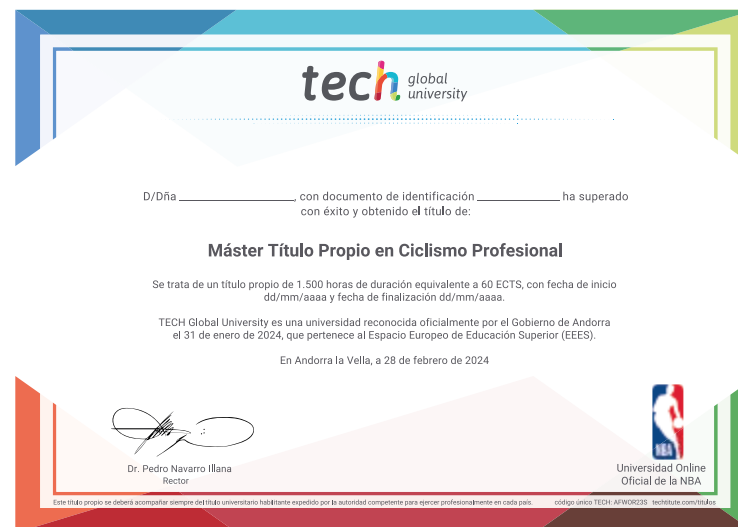 tech global university
D/Dña ____________, con documento de identificación ____________ ha superado
con éxito y obtenido el título de:
Máster Título Propio en Ciclismo Profesional
Se trata de un título propio de 1.500 horas de duración equivalente a 60 ECTS, con fecha de inicio
dd/mm/aaaa y fecha de finalización dd/mm/aaaa.
TECH Global University es una universidad reconocida oficialmente por el Gobierno de Andorra
el 31 de enero de 2024, que pertenece al Espacio Europeo de Educación Superior (EEES).
En Andorra la Vella, a 28 de febrero de 2024
Dr. Pedro Navarro Illana
Rector
NBA
Universidad Online
Oficial de la NBA
Este título propio se deberá acompañar siempre del título universitario habilitante expedido por la autoridad competente para ejercer profesionalmente en cada país.
código único TECH: AFWOR23S techtitute.com/titulos